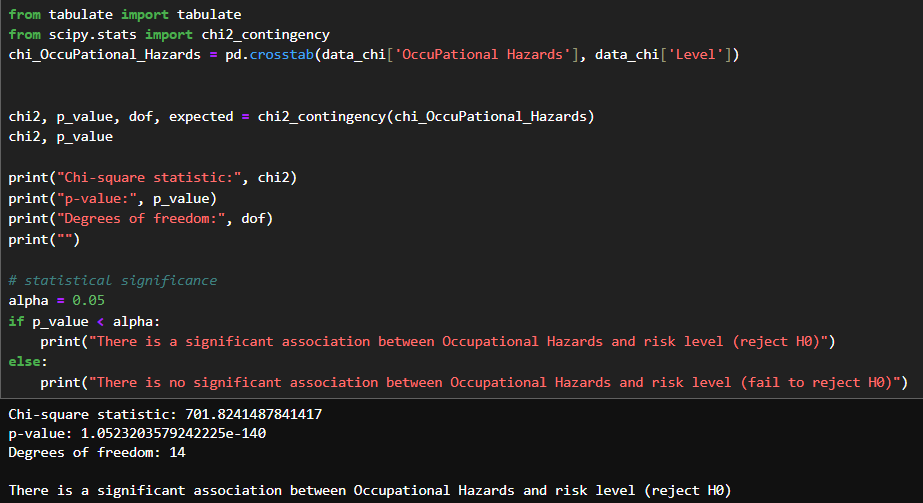 from tabulate import tabulate
from scipy.stats import chi2_contingency
chi_OccuPational_Hazards = pd.crosstab(data_chi['OccuPational Hazards'], data_chi['Level'])
chi2, p_value, dof, expected = chi2_contingency(chi_OccuPational_Hazards)
chi2, p_value
print("Chi-square statistic:", chi2)
print("p-value:", p_value)
print("Degrees of freedom:", dof)
print("")
# statistical significance
alpha = 0.05
if p_value < alpha:
    print("There is a significant association between Occupational Hazards and risk level (reject H0)")
else:
    print("There is no significant association between Occupational Hazards and risk level (fail to reject H0)")
Chi-square statistic: 701.8241487841417
p-value: 1.0523203579242225e-140
Degrees of freedom: 14
There is a significant association between Occupational Hazards and risk level (reject H0)